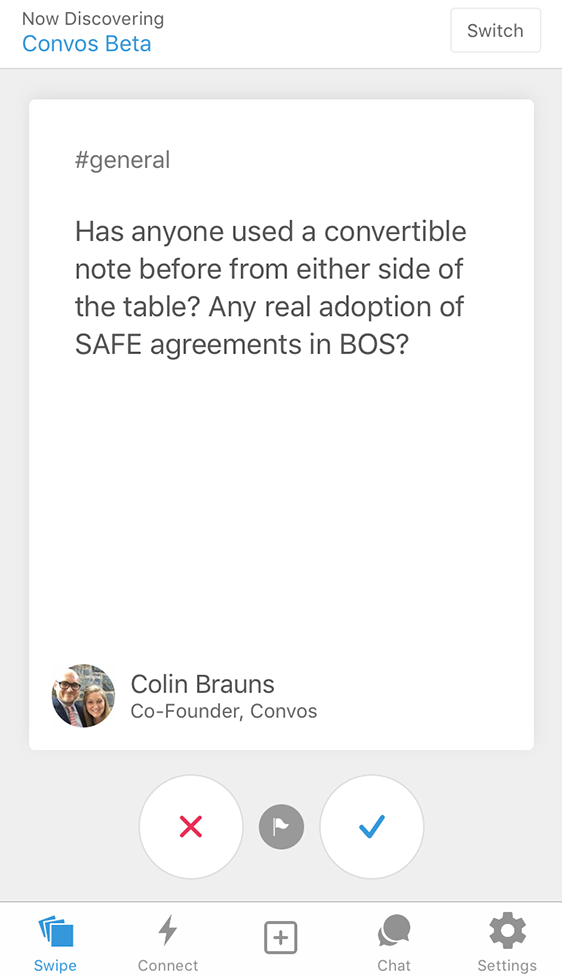 Now Discovering
Convos Beta
Switch
#general
Has anyone used a convertible
note before from either side of
the table? Any real adoption of
SAFE agreements in BOS?
Colin Brauns
Co-Founder, Convos
Swipe
Connect
Chat
Settings